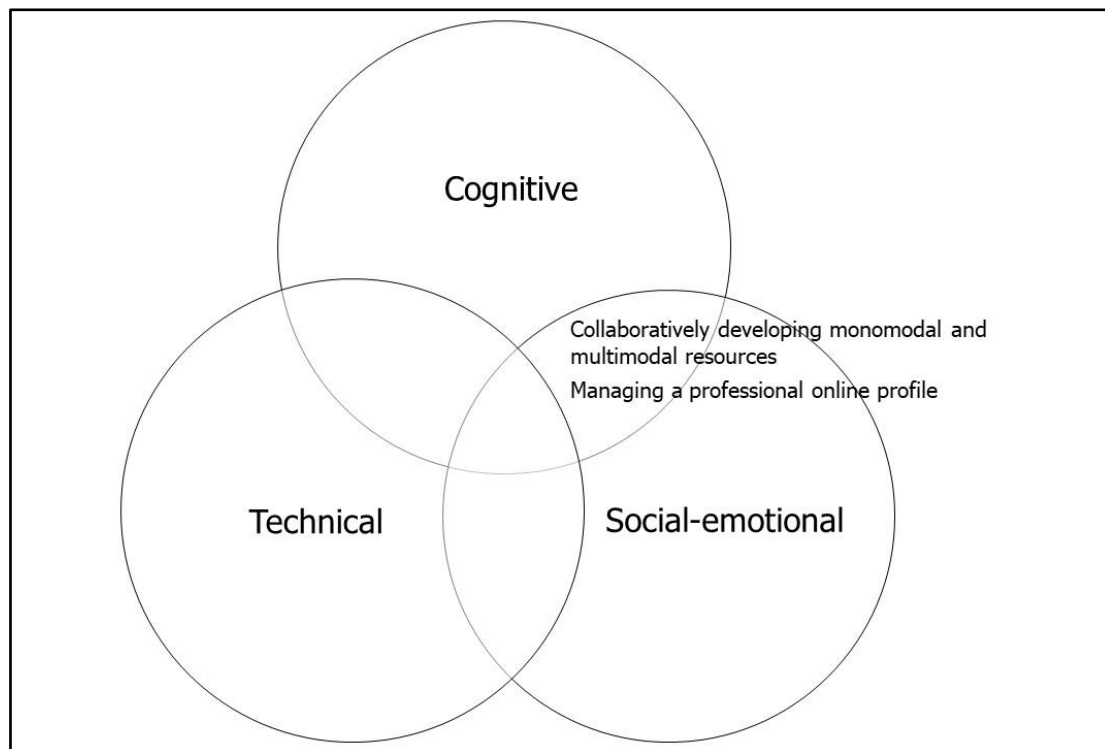 Cognitive
Collaboratively developing monomodal and
multimodal resources
Managing a professional online profile
Technical
Social-emotional